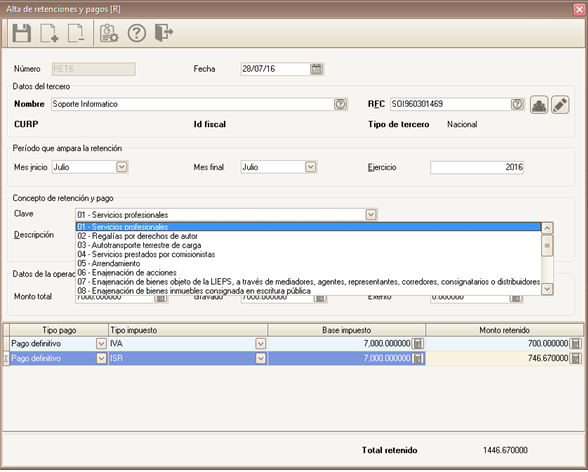 Alta de retenciones y pagos [R]
Número RET6 Fecha 28/07/16
Datos del tercero
Nombre Soporte Informatico RFC SOI960301469
CURP Id fiscal Tipo de tercero Nacional
Período que ampara la retención
Mes inicio Julio Mes final Julio Ejercicio 2016
Concepto de retención y pago
Clave 01 - Servicios profesionales
Descripción
01 - Servicios profesionales
02 - Regalías por derechos de autor
03 - Autotransporte terrestre de carga
04 - Servicios prestados por comisionistas
05 - Arrendamiento
06 - Enajenación de acciones
07 - Enajenación de bienes objeto de la LIEPS, a través de mediadores, agentes, representantes, corredores, consignatarios o distribuidores
08 - Enajenación de bienes inmuebles consignada en escritura pública
Datos de la operac
Monto total 7000.000000 Gravado 7000.000000 Exento 0.000000
Tipo pago Tipo impuesto Base impuesto Monto retenido
Pago definitivo IVA 7,000.000000 700.000000
Pago definitivo ISR 7,000.000000 746.670000
Total retenido 1446.670000